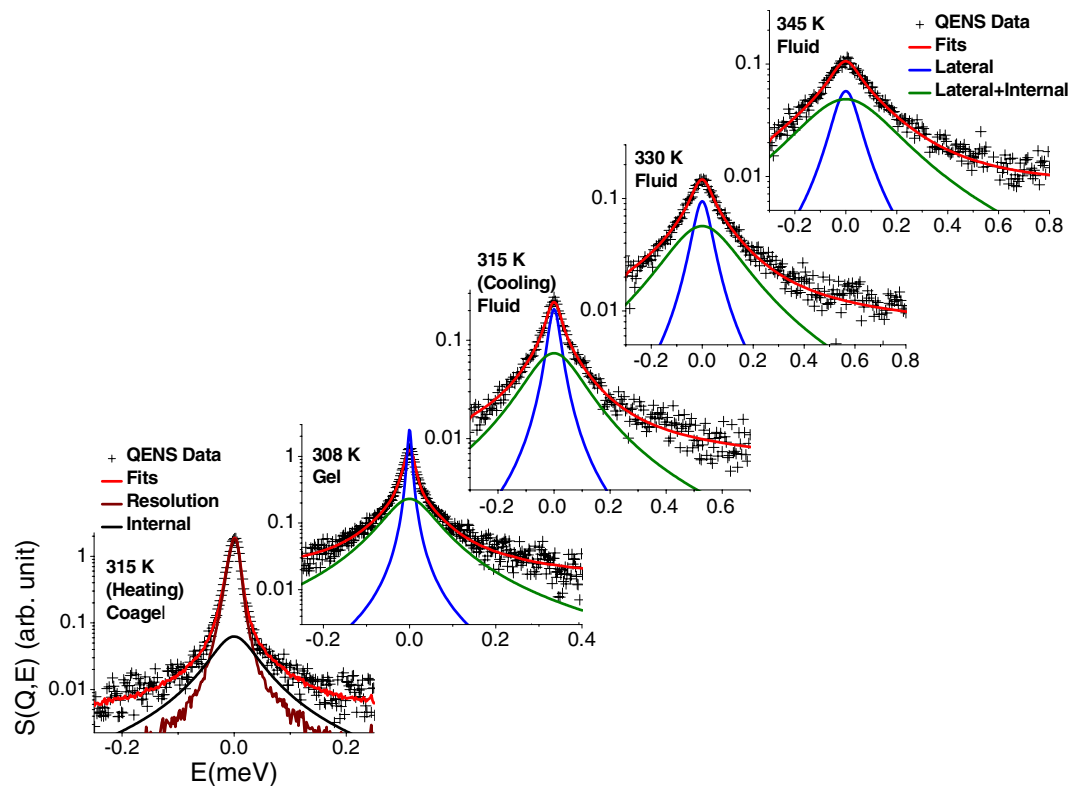 345 K
Fluid
QENS Data
Fits
Lateral
Lateral+Internal
0.1
0.01
-0.2 0.0 0.2 0.4 0.6 0.8
330 K
Fluid
0.1
0.01
-0.2 0.0 0.2 0.4 0.6 0.8
315 K
(Cooling)
Fluid
0.1
0.01
-0.2 0.0 0.2 0.4 0.6
308 K
Gel
1
0.1
0.01
-0.2 0.0 0.2 0.4
QENS Data
Fits
Resolution
Internal
315 K
(Heating)
Coagel
1
0.1
0.01
-0.2 0.0 0.2
E(meV)
S(Q,E) (arb. unit)